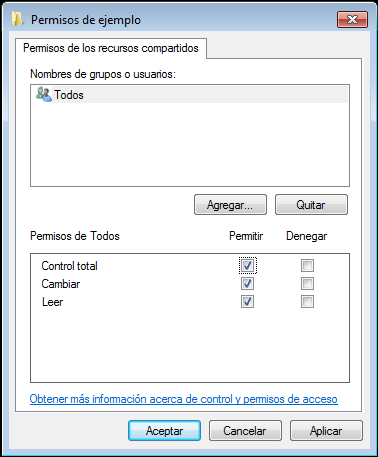 Permisos de ejemplo
Permisos de los recursos compartidos
Nombres de grupos o usuarios:
Todos
Agregar... Quitar
Permisos de Todos Permitir Denegar
Control total
Cambiar
Leer
Obtener más información acerca de control y permisos de acceso
Aceptar Cancelar Aplicar